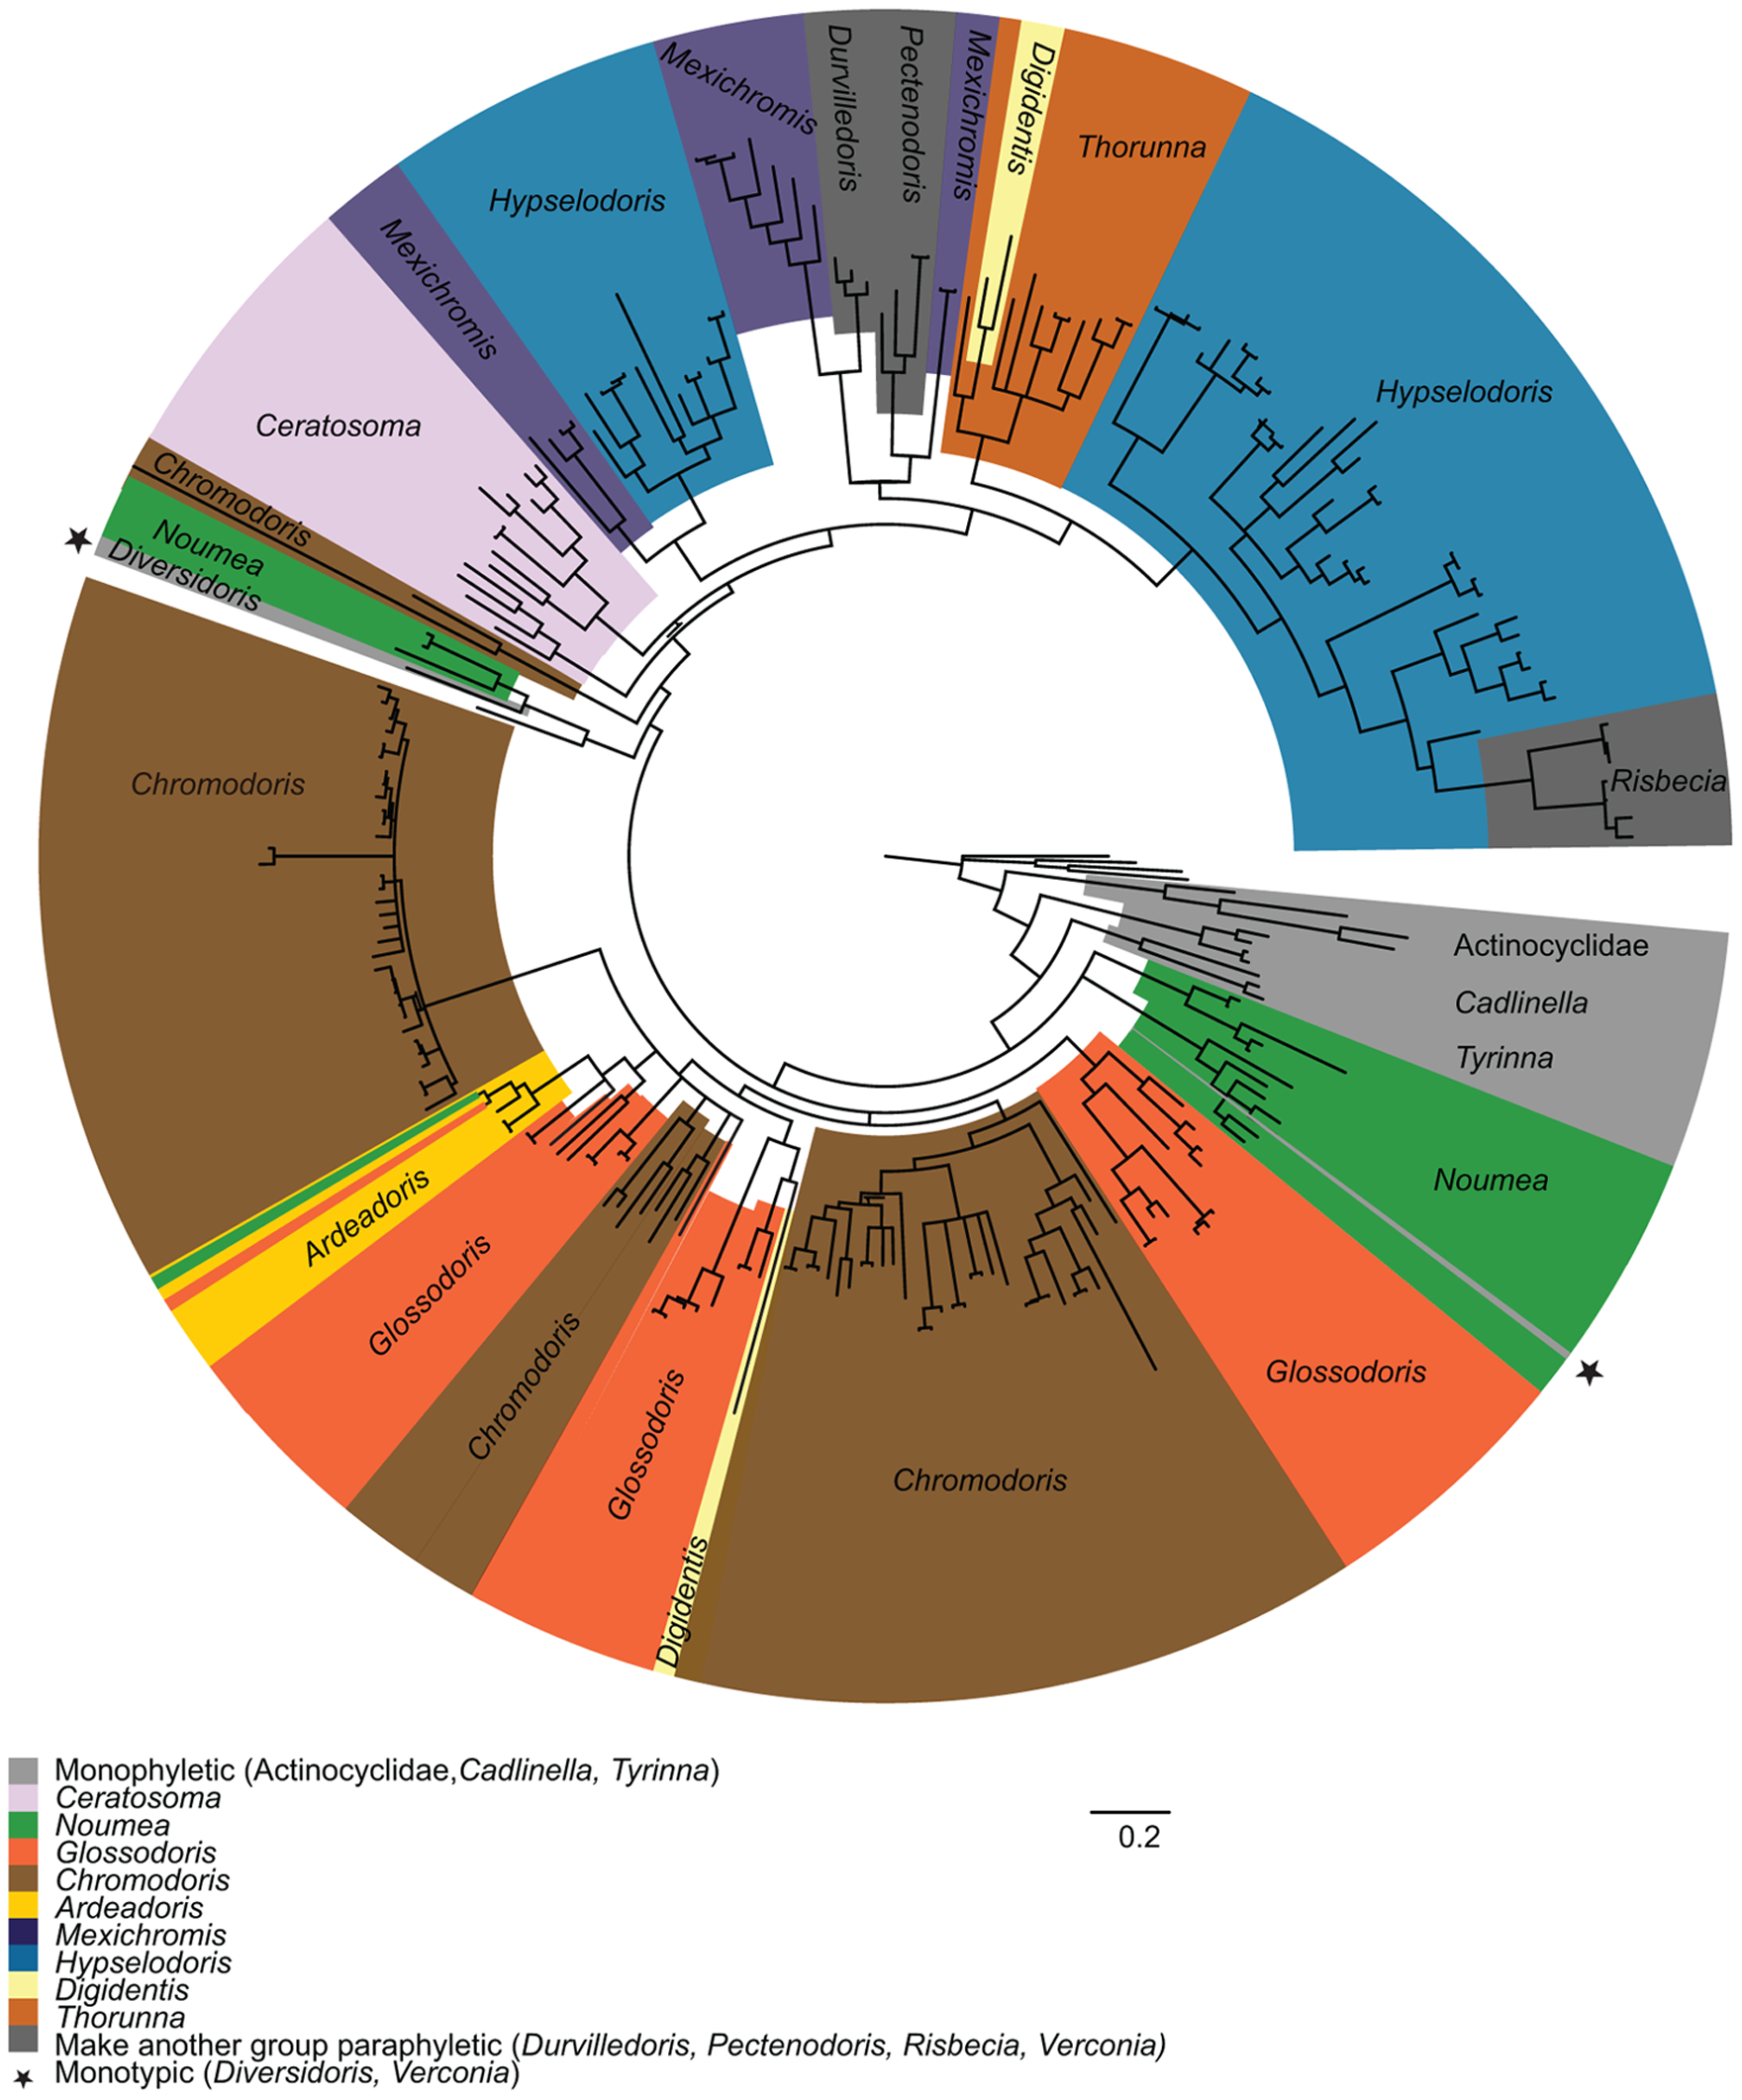 Mexichromis
Durvilledoris
Pectenodoris
Mexichromis
Digidentis
Thorunna
Hypselodoris
Mexichromis
Hypselodoris
Ceratosoma
Chromodoris
Noumea
Diversidoris
Chromodoris
Risbecia
Actinocyclidae
Cadlinella
Tyrinna
Noumea
Ardeadoris
Glossodoris
Chromodoris
Glossodoris
Digidentis
Chromodoris
Glossodoris
Monophyletic (Actinocyclidae,Cadlinella, Tyrinna)
Ceratosoma
Noumea
Glossodoris
Chromodoris
Ardeadoris
Mexichromis
Hypselodoris
Digidentis
Thorunna
Make another group paraphyletic (Durvilledoris, Pectenodoris, Risbecia, Verconia)
Monotypic (Diversidoris, Verconia)
0.2